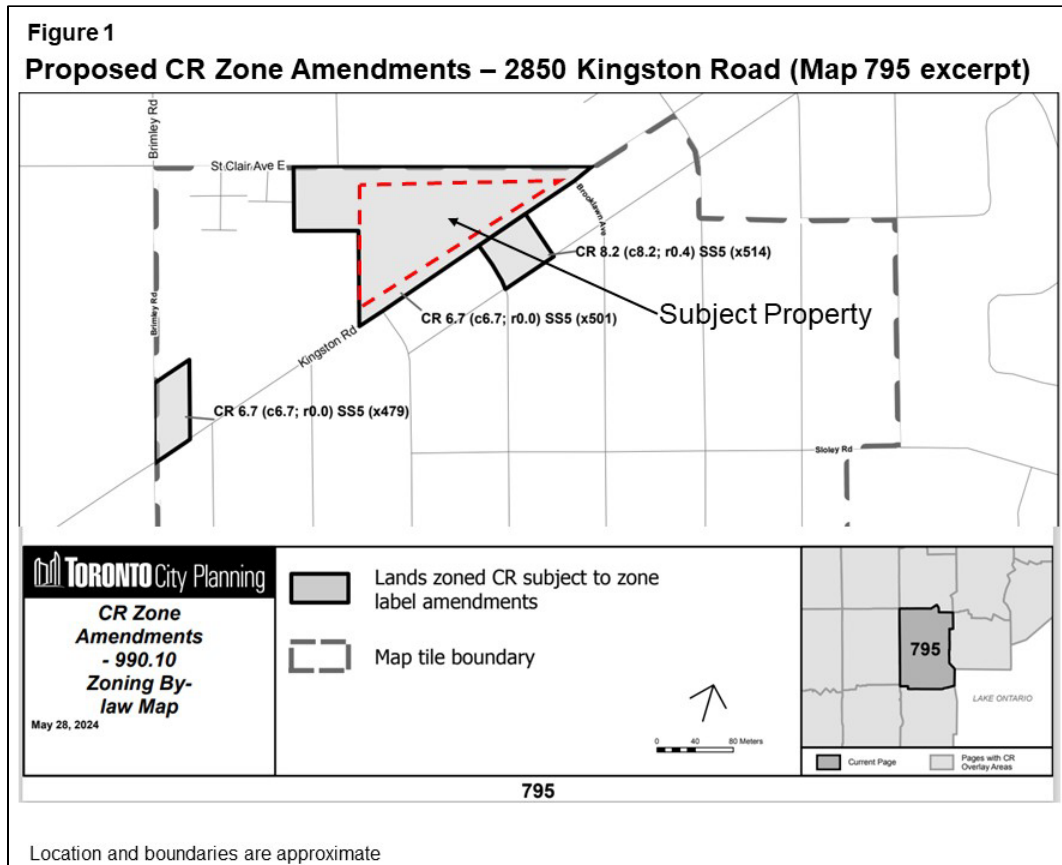 Figure 1
Proposed CR Zone Amendments – 2850 Kingston Road (Map 795 excerpt)
Brimley Rd
St Clair Ave E
Brooklawn Ave
CR 8.2 (c8.2; r0.4) SS5 (x514)
Brimley Rd
CR 6.7 (c6.7; r0.0) SS5 (x501)
Subject Property
Kingston Rd
CR 6.7 (c6.7; r0.0) SS5 (x479)
Sloley Rd
TORONTO City Planning
CR Zone
Amendments
- 990.10
Zoning By-
law Map
May 28, 2024
Lands zoned CR subject to zone
label amendments
Map tile boundary
0 40 80 Meters
795
LAKE ONTARIO
Current Page
Pages with CR
Overlay Areas
795
Location and boundaries are approximate